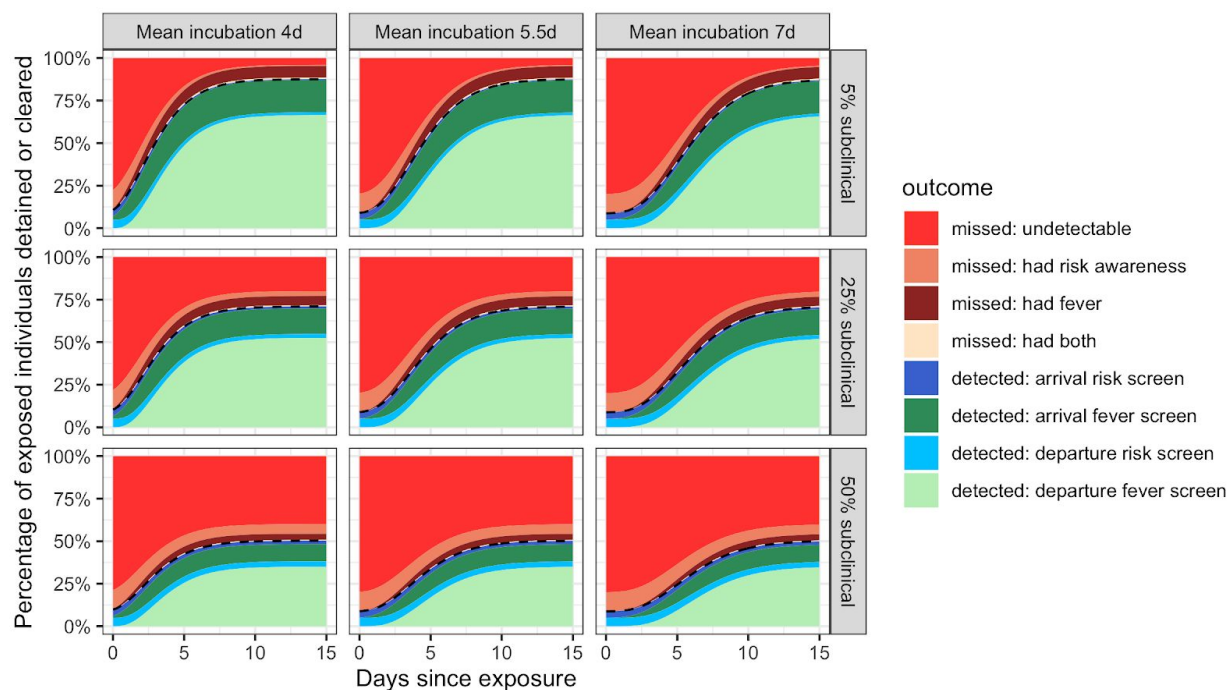 Mean incubation 4d
Mean incubation 5.5d
Mean incubation 7d
Percentage of exposed individuals detained or cleared
100%
75%
50%
25%
0%
5% subclinical
100%
75%
50%
25%
0%
25% subclinical
100%
75%
50%
25%
0%
50% subclinical
0 5 10 15
0 5 10 15
0 5 10 15
Days since exposure
outcome
missed: undetectable
missed: had risk awareness
missed: had fever
missed: had both
detected: arrival risk screen
detected: arrival fever screen
detected: departure risk screen
detected: departure fever screen